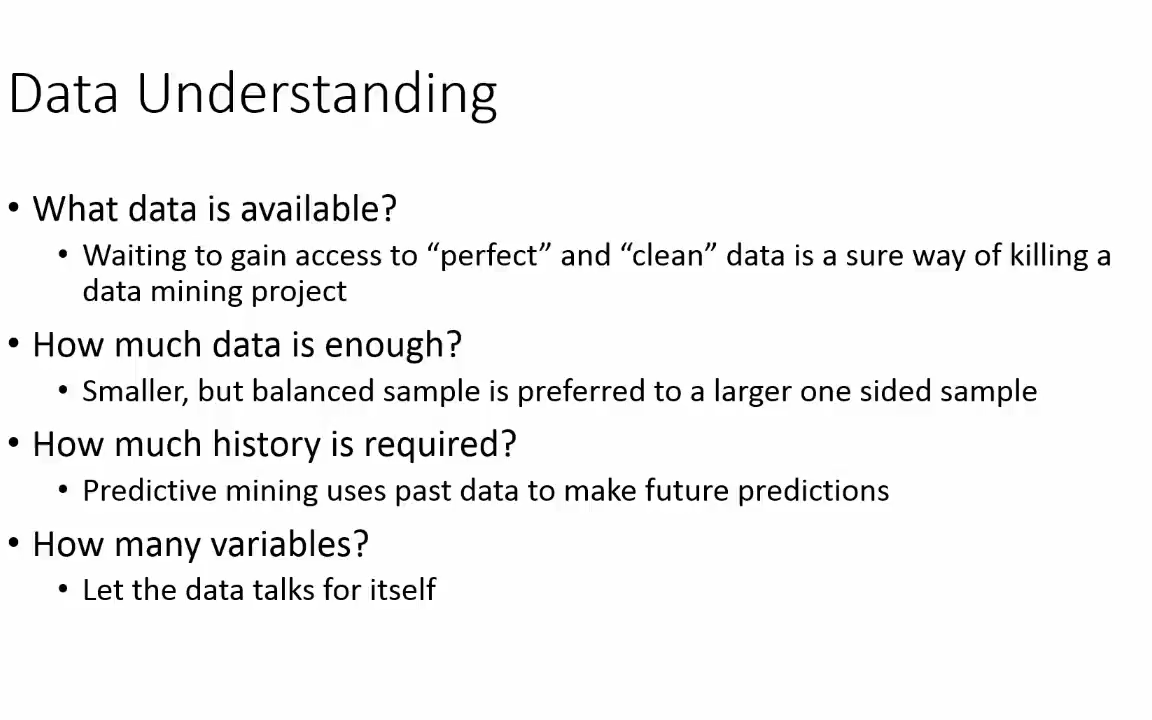 Data Understanding
• What data is available?
• Waiting to gain access to “perfect” and “clean” data is a sure way of killing a
data mining project
• How much data is enough?
• Smaller, but balanced sample is preferred to a larger one sided sample
• How much history is required?
• Predictive mining uses past data to make future predictions
• How many variables?
• Let the data talks for itself